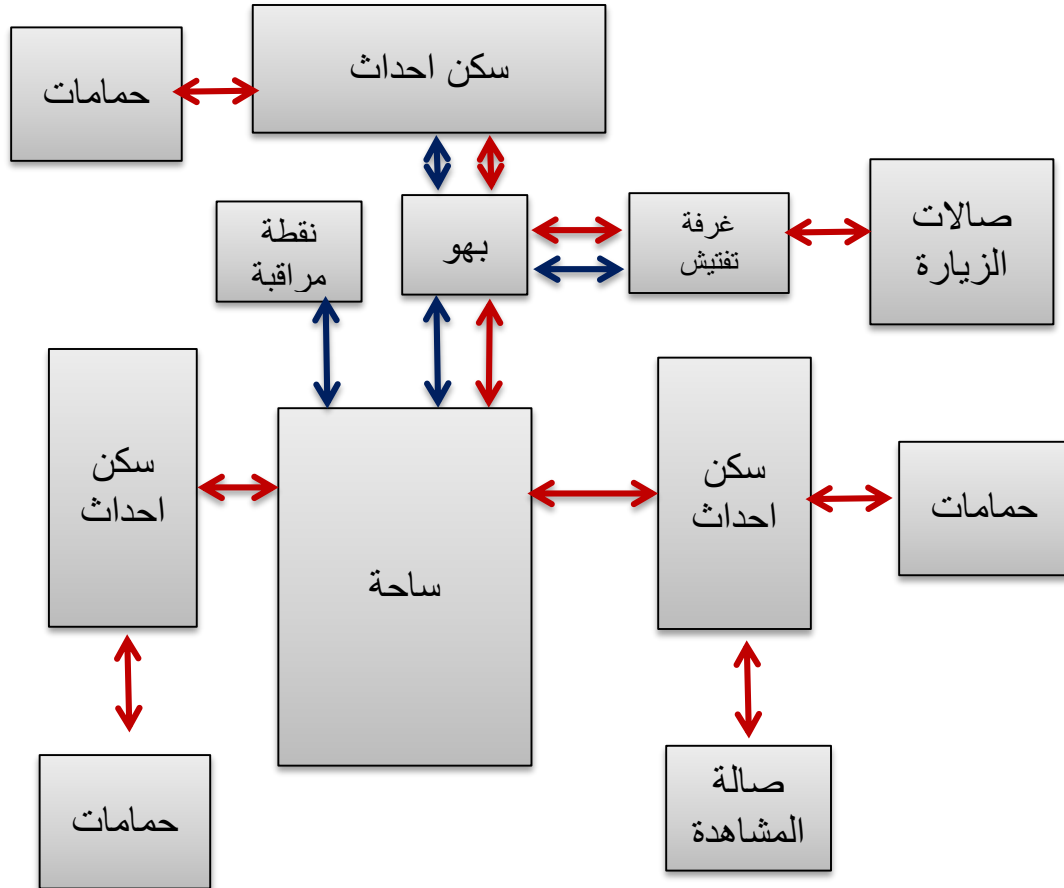 سكن احداث
حمامات
صالات
الزيارة
غرفة
تفتيش
بهو
نقطة
مراقبة
سكن
احداث
ساحة
سكن
احداث
حمامات
صالة
المشاهدة
حمامات